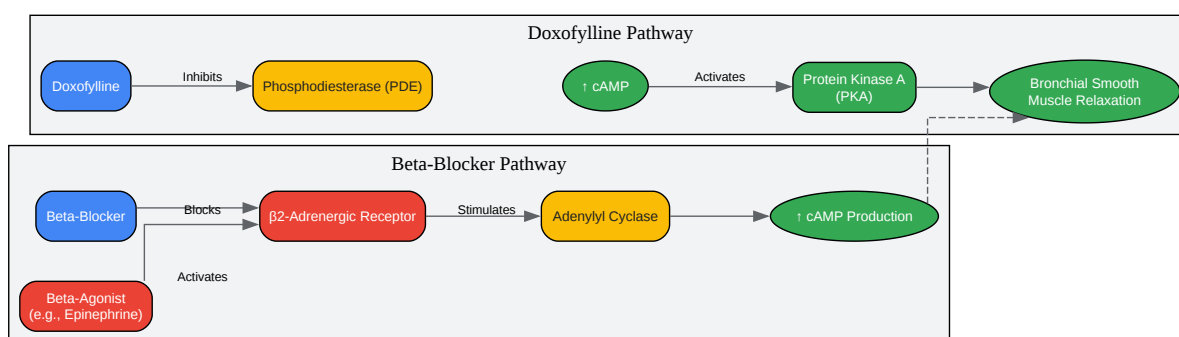 Doxofylline Pathway
Doxofylline
Inhibits
Phosphodiesterase (PDE)
↑ cAMP
Activates
Protein Kinase A
(PKA)
Bronchial Smooth
Muscle Relaxation
Beta-Blocker Pathway
Beta-Blocker
Blocks
β2-Adrenergic Receptor
Stimulates
Adenylyl Cyclase
↑ cAMP Production
Activates
Beta-Agonist
(e.g., Epinephrine)